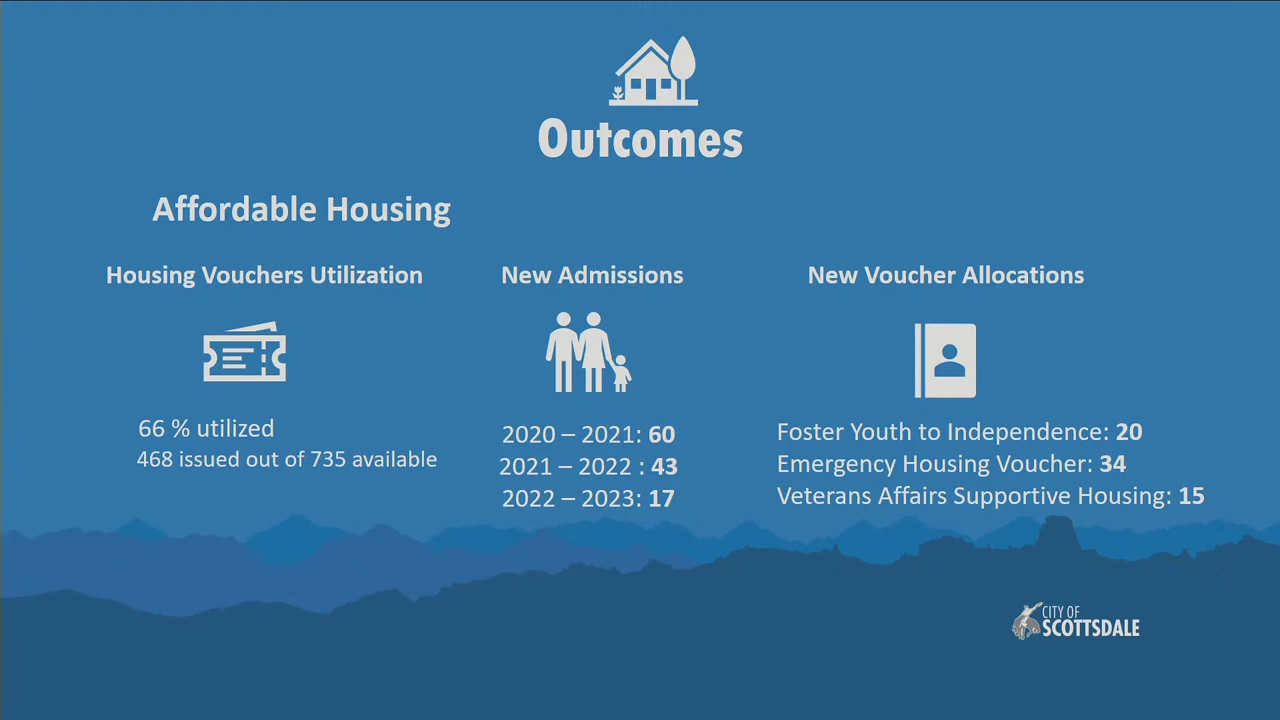 Outcomes
Affordable Housing
Housing Vouchers Utilization
66 % utilized
468 issued out of 735 available
New Admissions
2020 – 2021: 60
2021 – 2022 : 43
2022 – 2023: 17
New Voucher Allocations
Foster Youth to Independence: 20
Emergency Housing Voucher: 34
Veterans Affairs Supportive Housing: 15
CITY OF
SCOTTSDALE